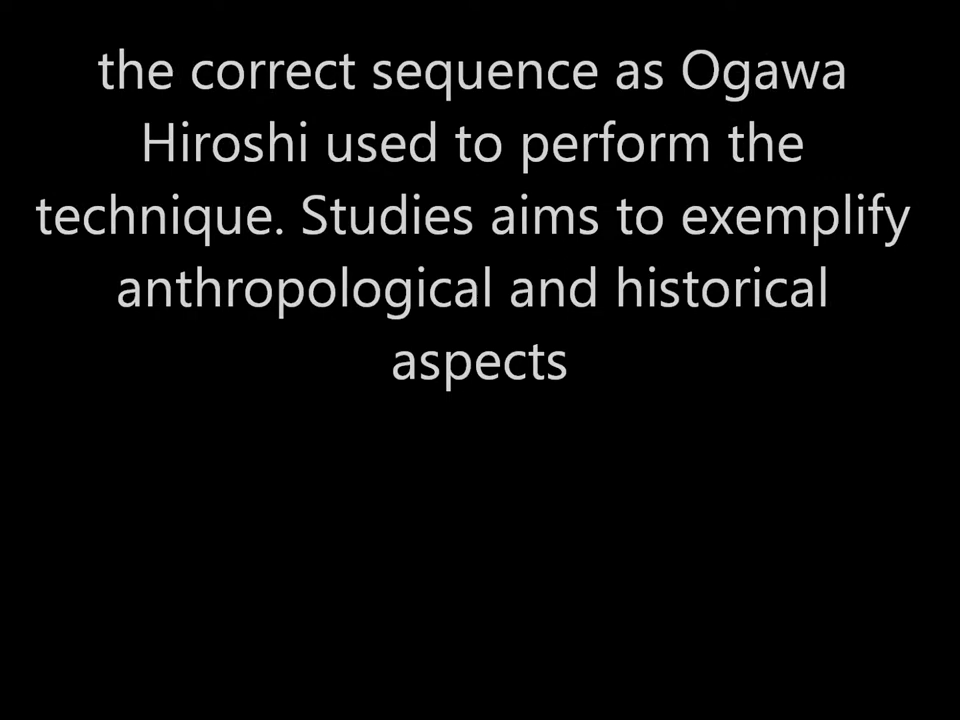 the correct sequence as Ogawa
Hiroshi used to perform the
technique. Studies aims to exemplify
anthropological and historical
aspects